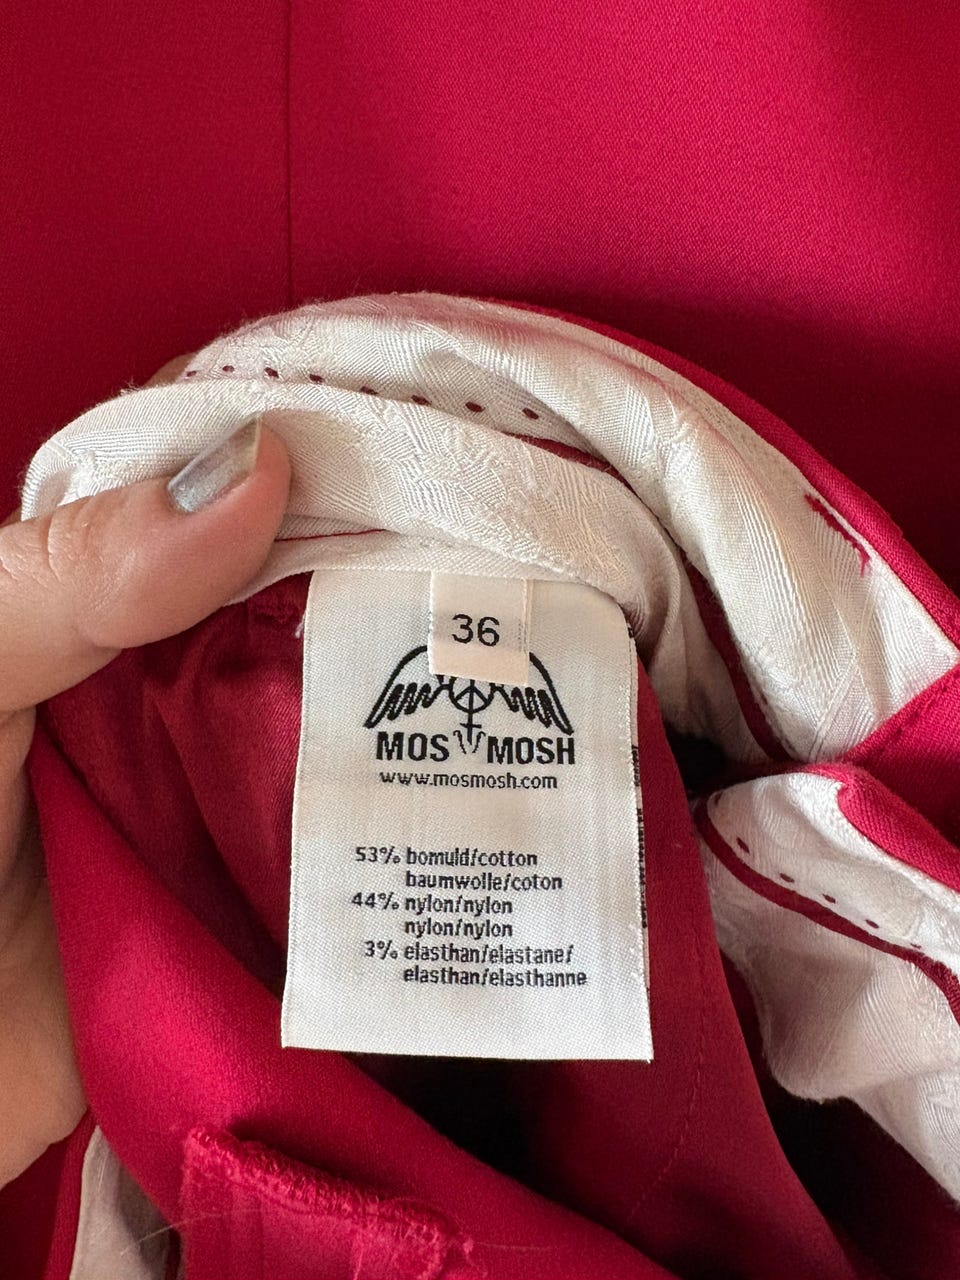 36
MOS MOSH
www.mosmosh.com
53% bomuld/cotton
baumwolle/coton
44% nylon/nylon
nylon/nylon
3% elasthan/elastane/
elasthan/elasthanne